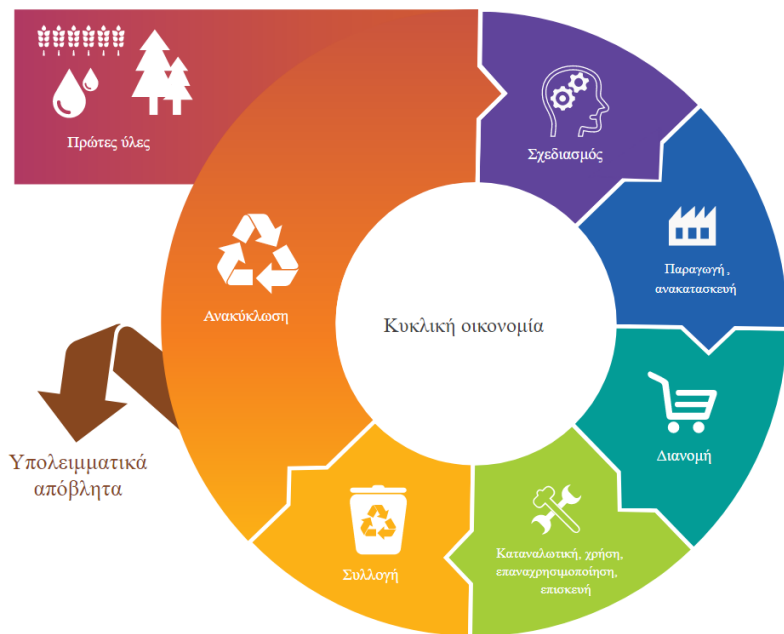 Πρώτες ύλες
Σχεδιασμός
Παραγωγή ,
ανακατασκευή
Ανακύκλωση
Κυκλική οικονομία
Διανομή
Υπολειμματικά
απόβλητα
Καταναλωτική, χρήση,
επαναχρησιμοποίηση,
επισκευή
Συλλογή